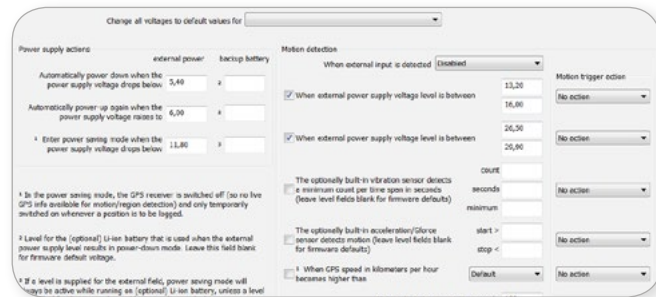 Change all voltages to default values for
Power supply actions
external power backup battery
Automatically power down when the
power supply voltage drops below 5,40 ²
Automatically power-up again when the
power supply voltage raises to 6,00 ²
³ Enter power saving mode when the
power supply voltage drops below 11,80 ³
¹ In the power saving mode, the GPS receiver is switched off (so no live
GPS info available for motion/region detection) and only temporarily
switched on whenever a position is to be logged.
² Level for the (optional) Li-ion battery that is used when the external
power supply level results in power-down mode. Leave this field blank
for firmware default voltage.
³ If a level is supplied for the external field, power saving mode will
always be active while running on (optional) Li-ion battery, unless a level
Motion detection
When external input is detected Disabled
Motion trigger action
When external power supply voltage level is between
13,20
16,00
No action
When external power supply voltage level is between
26,50
29,00
No action
The optionally built-in vibration sensor detects
a minimum count per time span in seconds
(leave level fields blank for firmware defaults)
count
seconds
minimum
No action
The optionally built-in acceleration/Gforce
sensor detects motion (leave level fields blank
for firmware defaults)
start >
stop <
No action
¹ When GPS speed in kilometers per hour
becomes higher than
Default
No action